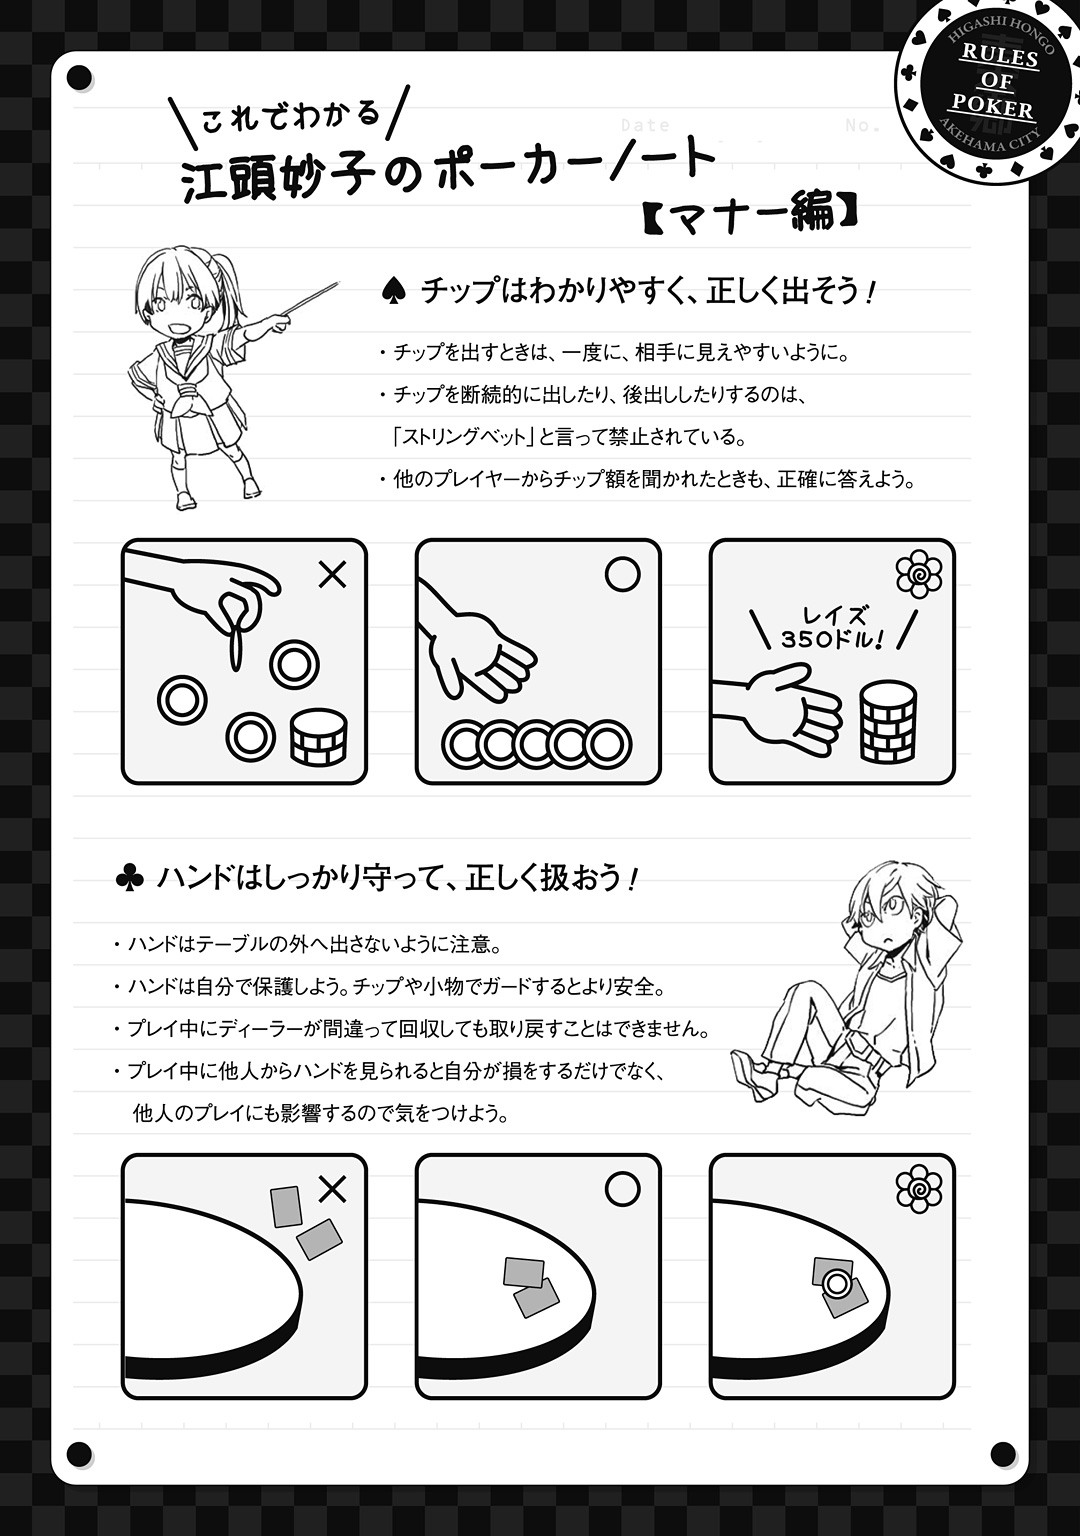 HIGASHI HONGO
RULES
OF
POKER
AKEHAMA CITY
Date
No.
これでわかる
江頭妙子のポーカーノート
【マナー編】
♠ チップはわかりやすく、正しく出そう！
・チップを出すときは、一度に、相手に見えやすいように。
・チップを断続的に出したり、後出ししたりするのは、
「ストリングベット」と言って禁止されている。
・他のプレイヤーからチップ額を聞かれたときも、正確に答えよう。
レイズ
350ドル!
♣ ハンドはしっかり守って、正しく扱おう！
・ハンドはテーブルの外へ出さないように注意。
・ハンドは自分で保護しよう。チップや小物でガードするとより安全。
・プレイ中にディーラーが間違って回収しても取り戻すことはできません。
・プレイ中に他人からハンドを見られると自分が損をするだけでなく、
他人のプレイにも影響するので気をつけよう。